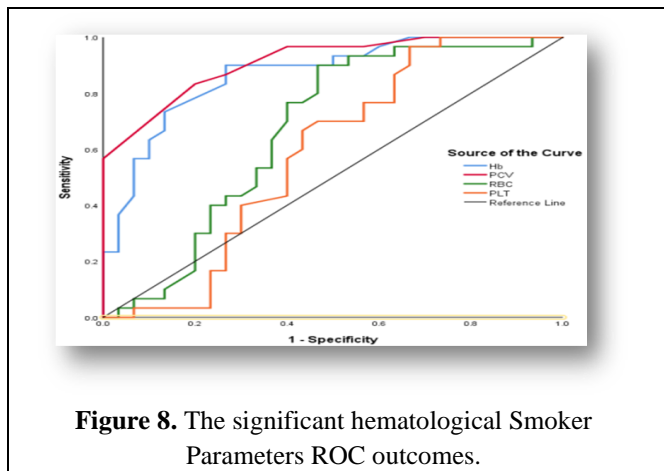 1.0
0.8
0.6
0.4
0.2
0.0
Sensitivity
0.0
0.2
0.4
0.6
0.8
1.0
1 - Specificity
Source of the Curve
Hb
PCV
RBC
PLT
Reference Line
Figure 8. The significant hematological Smoker
Parameters ROC outcomes.